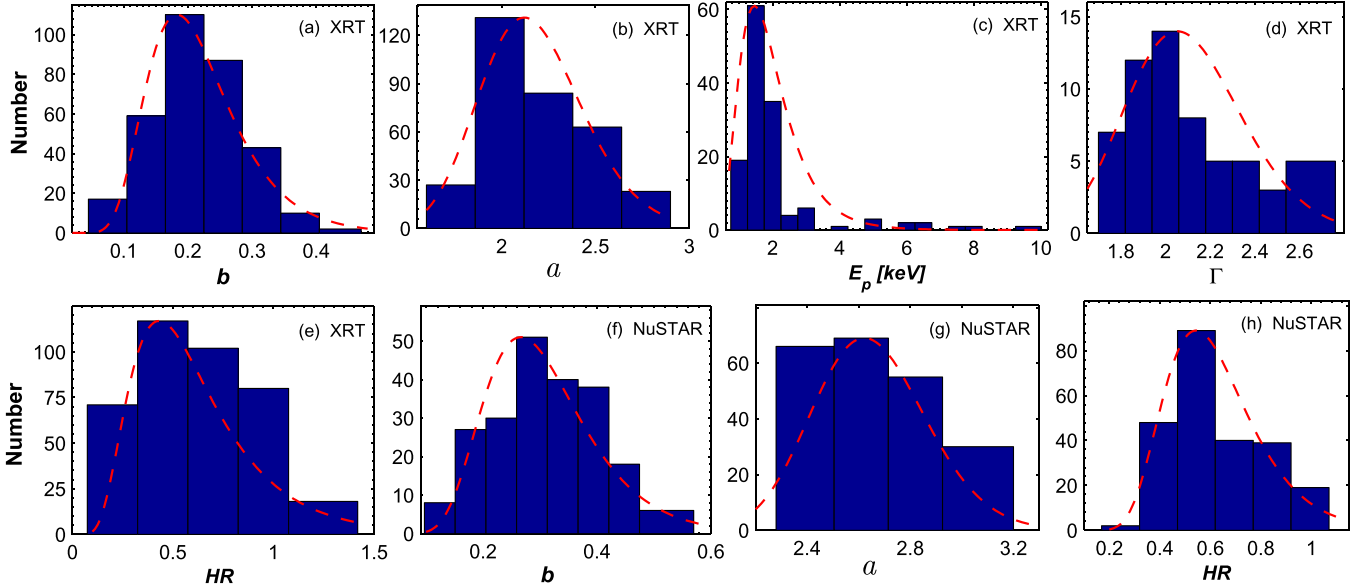 (a) XRT
Number
100
80
60
40
20
0
0.1 0.2 0.3 0.4
b
(b) XRT
120
90
60
30
0
2 2.5 3
a
(c) XRT
60
40
20
0
2 4 6 8 10
E_p [keV]
(d) XRT
15
10
5
0
1.8 2 2.2 2.4 2.6
Γ
(e) XRT
Number
100
75
50
25
0
0 0.5 1 1.5
HR
(f) NuSTAR
50
40
30
20
10
0
0.2 0.4 0.6
b
(g) NuSTAR
60
40
20
0
2.4 2.8 3.2
a
(h) NuSTAR
80
60
40
20
0
0.2 0.4 0.6 0.8 1
HR